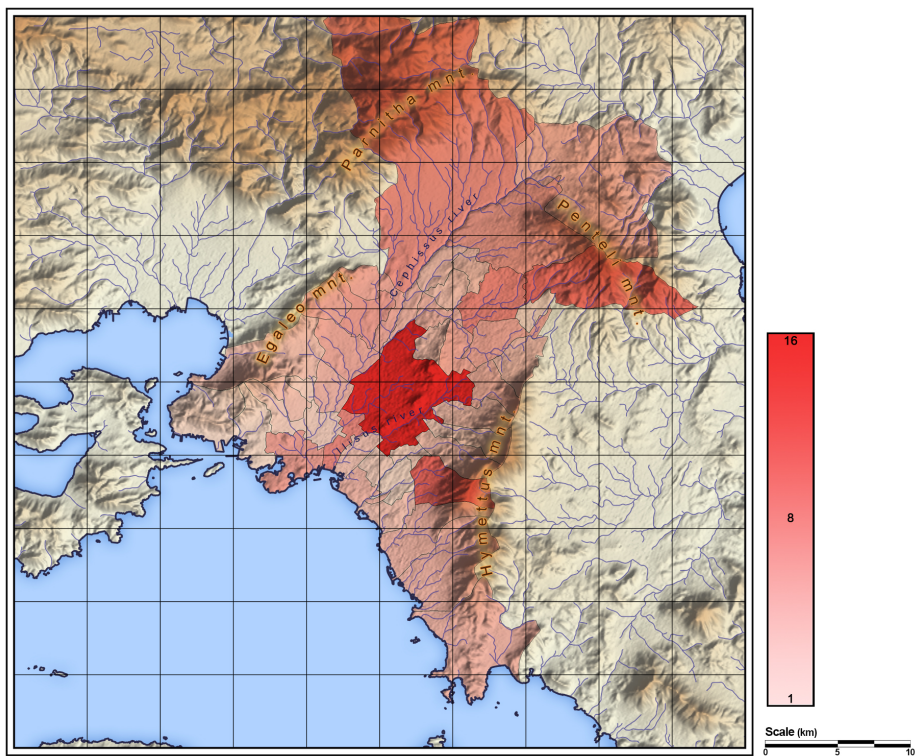 Parnitha mnt.
Cephissus river
Penteli mnt.
Egaleo mnt.
Ilisus river
Hymettus mnt
16
8
1
Scale (km)
0 5 10